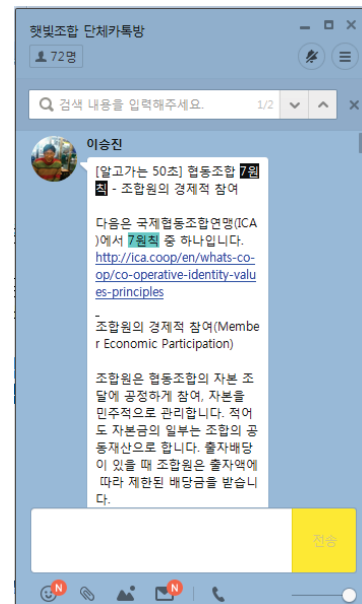 햇빛조합 단체카톡방
72명
검색 내용을 입력해주세요.
1/2
이승진
[알고가는 50초] 협동조합 7원
칙 - 조합원의 경제적 참여
다음은 국제협동조합연맹(ICA
)에서 7원칙 중 하나입니다.
http://ica.coop/en/whats-co-
op/co-operative-identity-valu
es-principles
-
조합원의 경제적 참여(Membe
r Economic Participation)
조합원은 협동조합의 자본 조
달에 공정하게 참여, 자본을
민주적으로 관리합니다. 적어
도 자본금의 일부는 조합의 공
동재산으로 합니다. 출자배당
이 있을 때 조합원은 출자액에
따라 제한된 배당금을 받습니
다.
전송
N
N